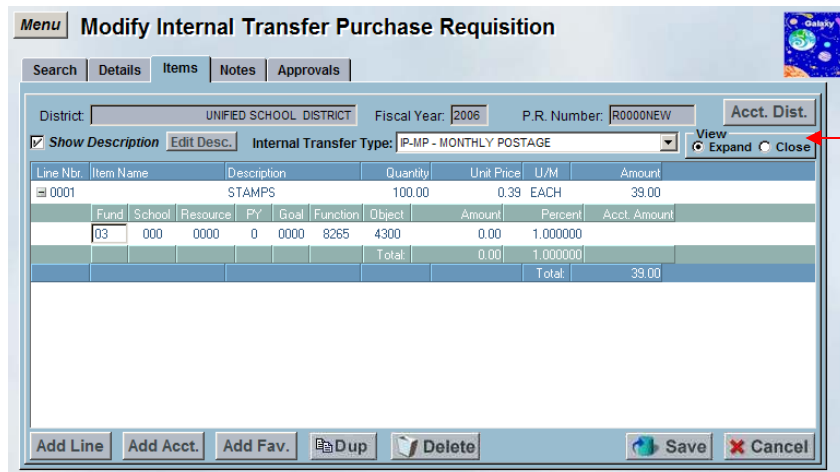 Menu Modify Internal Transfer Purchase Requisition
Galaxy
Search Details Items Notes Approvals
District: UNIFIED SCHOOL DISTRICT Fiscal Year: 2006 P.R. Number: R0000NEW Acct. Dist.
Show Description Edit Desc. Internal Transfer Type: IP-MP - MONTHLY POSTAGE View
Expand Close
Line Nbr. Item Name Description Quantity Unit Price U/M Amount
0001 STAMPS 100.00 0.39 EACH 39.00
Fund School Resource PY Goal Function Object Amount Percent Acct. Amount
03 000 0000 0 0000 8265 4300 0.00 1.000000
Total: 0.00 1.000000
Total: 39.00
Add Line Add Acct. Add Fav. Dup Delete Save Cancel